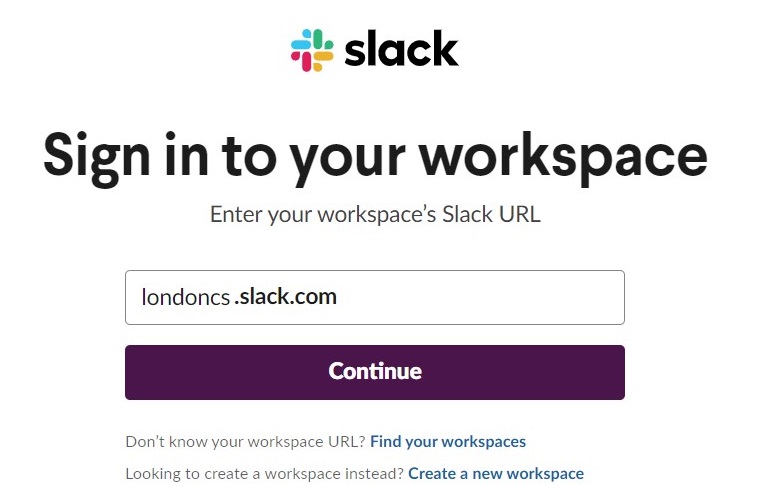 slack
Sign in to your workspace
Enter your workspace’s Slack URL
londoncs.slack.com
Continue
Don’t know your workspace URL? Find your workspaces
Looking to create a workspace instead? Create a new workspace